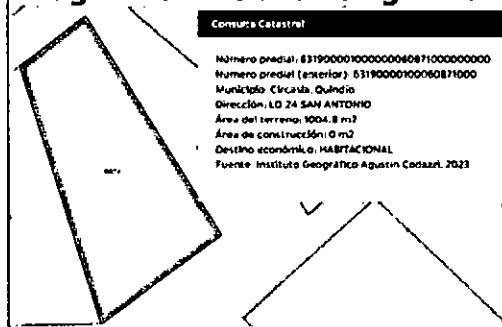 Consulta Catastral
Número predial: 631900001000000060871000000000
Numero predial (anterior): 63190000100060871000
Municipio: Circasia, Quindío
Dirección: LO 24 SAN ANTONIO
Área del terreno: 1004.8 m2
Área de construcción: 0 m2
Destino económico: HABITACIONAL
Fuente: Instituto Geográfico Agustín Codazzi, 2023